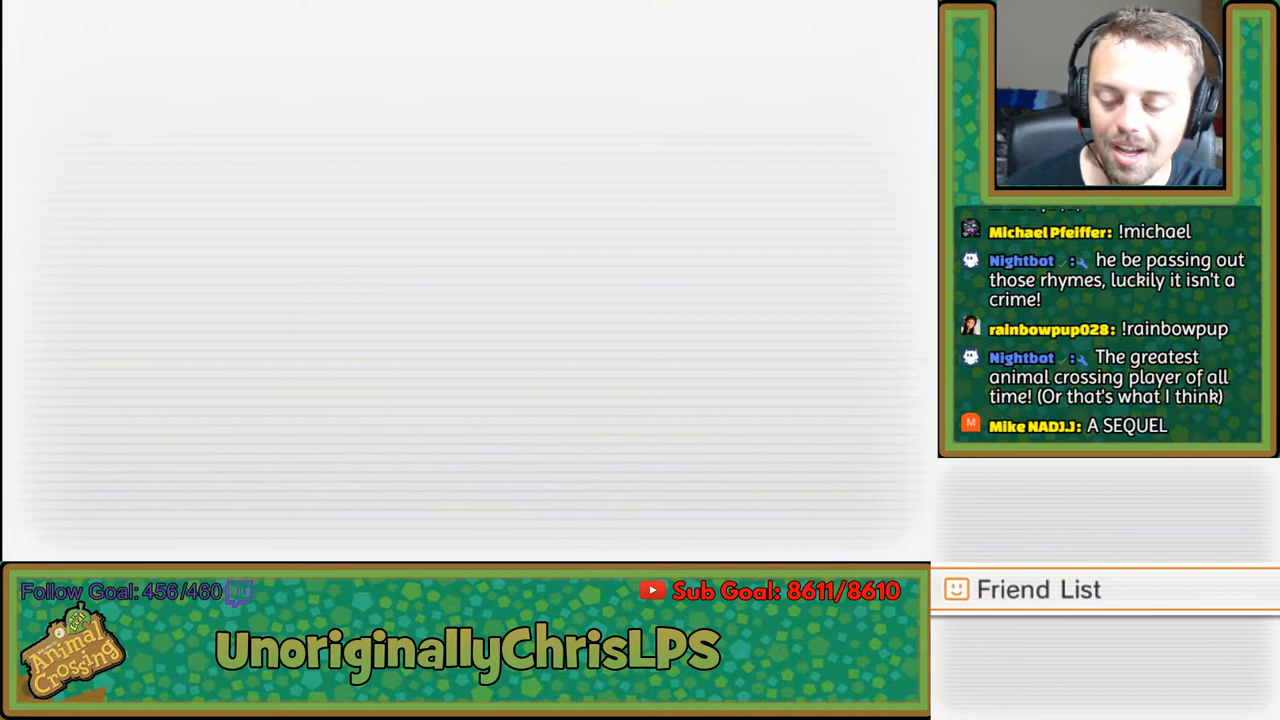 Michael Pfeiffer: !michael
Nightbot : he be passing out
those rhymes, luckily it isn't a
crime!
rainbowpup028: !rainbowpup
Nightbot : The greatest
animal crossing player of all
time! (Or that's what I think)
M
Mike NADJ.J: A SEQUEL
Friend List
Follow Goal: 456/460
Sub Goal: 8611/8610
Animal
Crossing
UnoriginallyChrisLPS